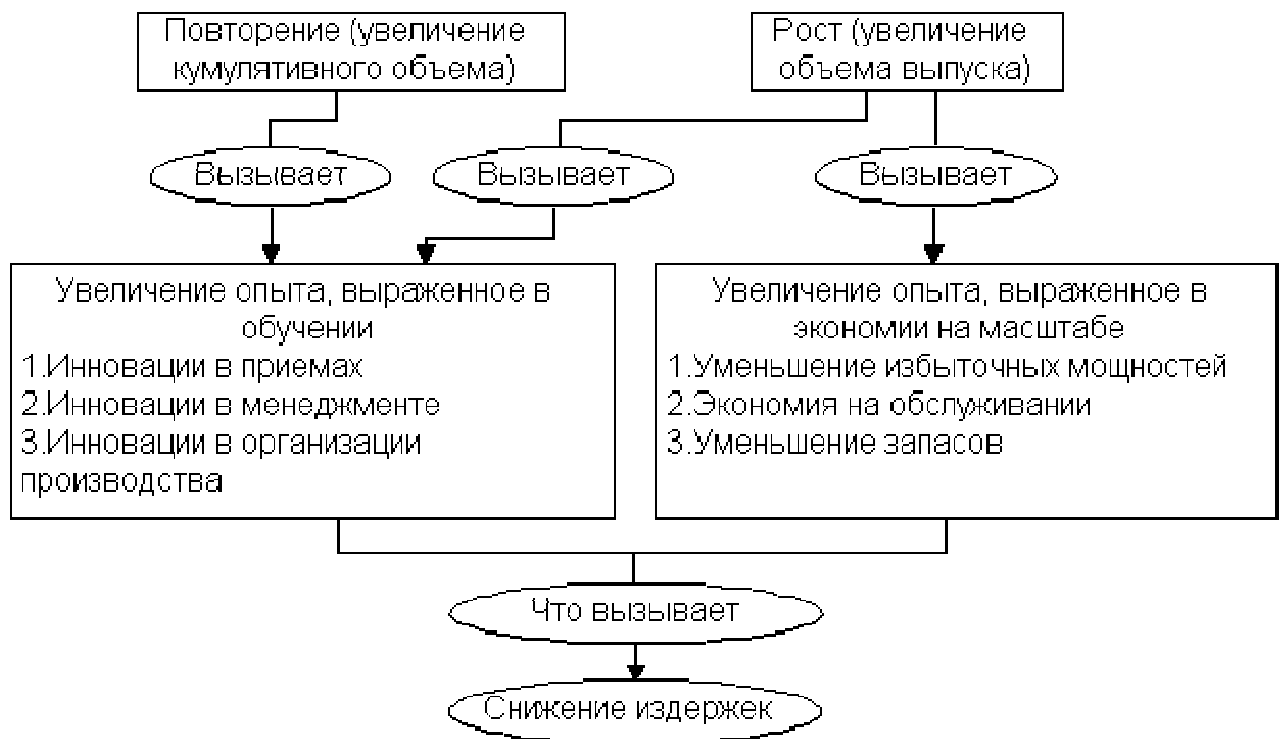 Повторение (увеличение
кумулятивного объема)
Рост (увеличение
объема выпуска)
Вызывает
Вызывает
Вызывает
Увеличение опыта, выраженное в
обучении
1.Инновации в приемах
2.Инновации в менеджменте
3.Инновации в организации
производства
Увеличение опыта, выраженное в
экономии на масштабе
1.Уменьшение избыточных мощностей
2.Экономия на обслуживании
3.Уменьшение запасов
Что вызывает
Снижение издержек